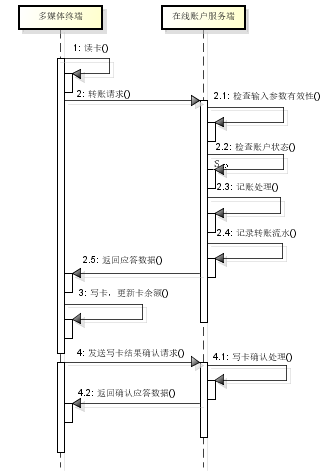 多媒体终端
在线账户服务端
1: 读卡()
2: 转账请求()
2.1: 检查输入参数有效性()
2.2: 检查账户状态()
2.3: 记账处理()
2.4: 记录转账流水()
2.5: 返回应答数据()
3: 写卡，更新卡余额()
4: 发送写卡结果确认请求()
4.1: 写卡确认处理()
4.2: 返回确认应答数据()